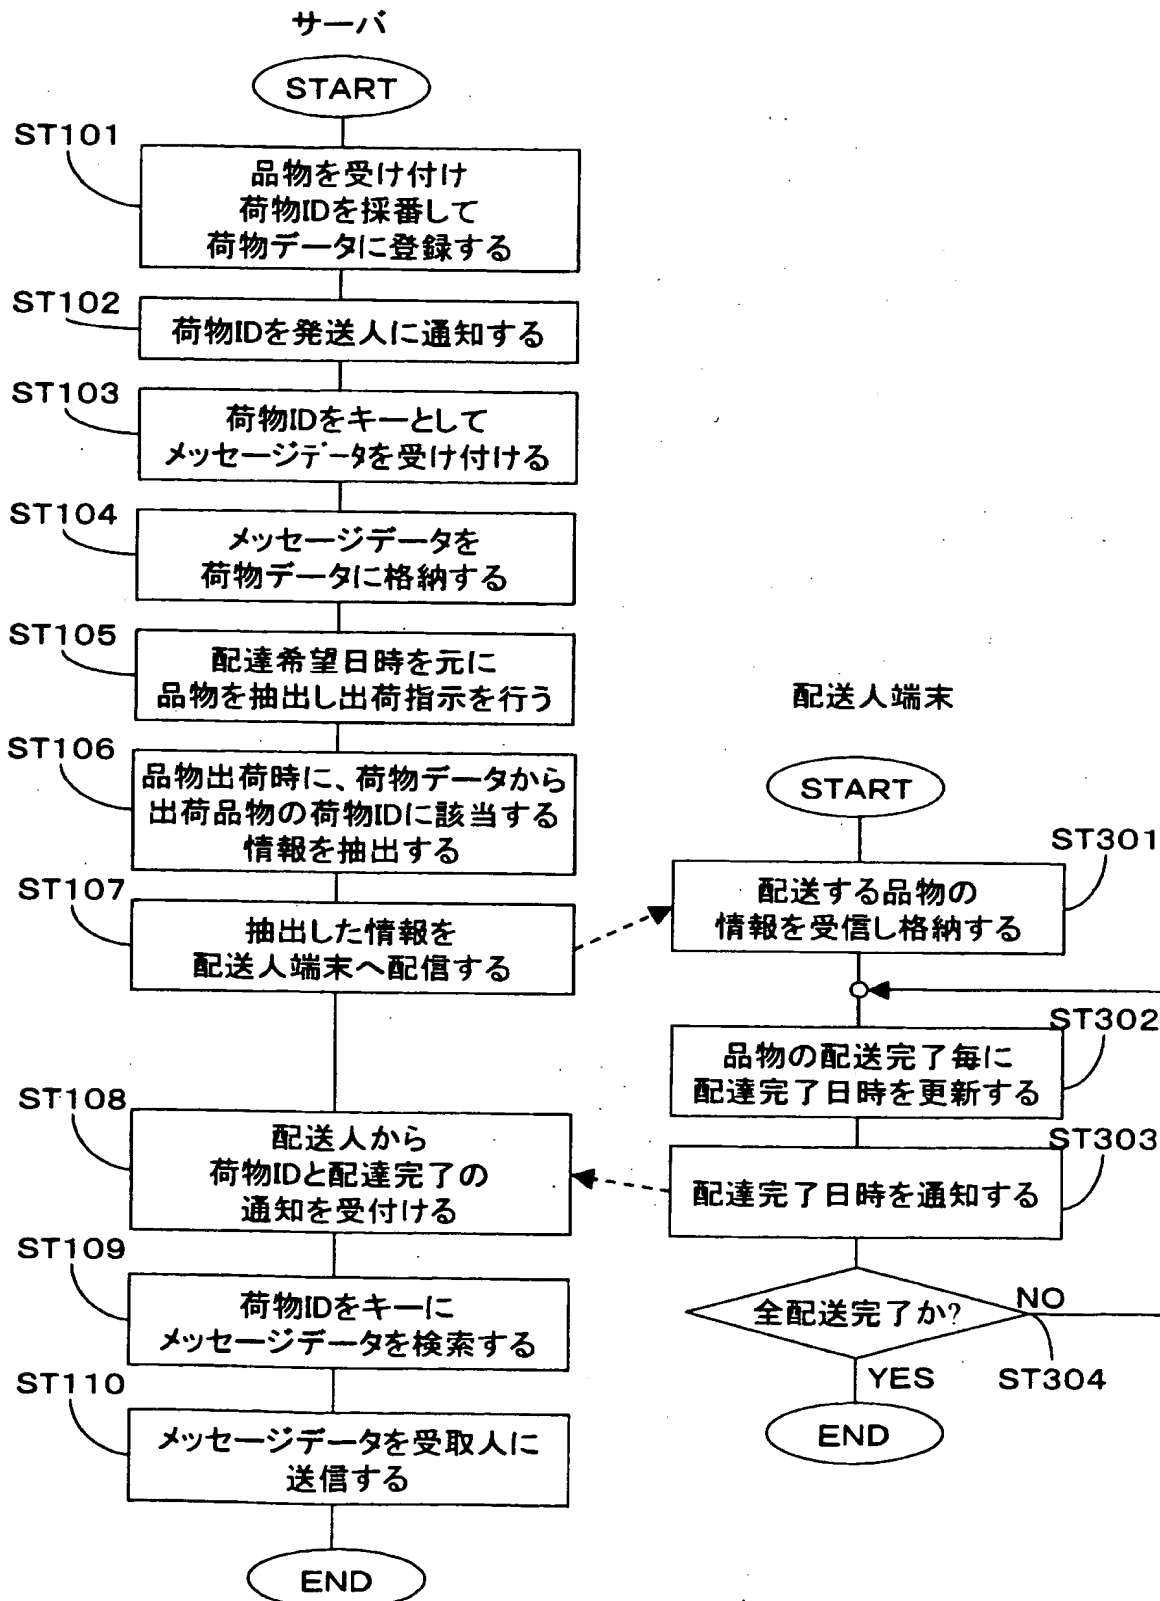 サーバ
START
ST101
品物を受け付け
荷物IDを採番して
荷物データに登録する
ST102
荷物IDを発送人に通知する
ST103
荷物IDをキーとして
メッセージデータを受け付ける
ST104
メッセージデータを
荷物データに格納する
ST105
配達希望日時を元に
品物を抽出し出荷指示を行う
ST106
品物出荷時に、荷物データから
出荷品物の荷物IDに該当する
情報を抽出する
ST107
抽出した情報を
配送人端末へ配信する
ST108
配送人から
荷物IDと配達完了の
通知を受付ける
ST109
荷物IDをキーに
メッセージデータを検索する
ST110
メッセージデータを受取人に
送信する
END
配送人端末
START
ST301
配送する品物の
情報を受信し格納する
ST302
品物の配送完了毎に
配達完了日時を更新する
ST303
配達完了日時を通知する
全配送完了か?
NO
ST304
YES
END